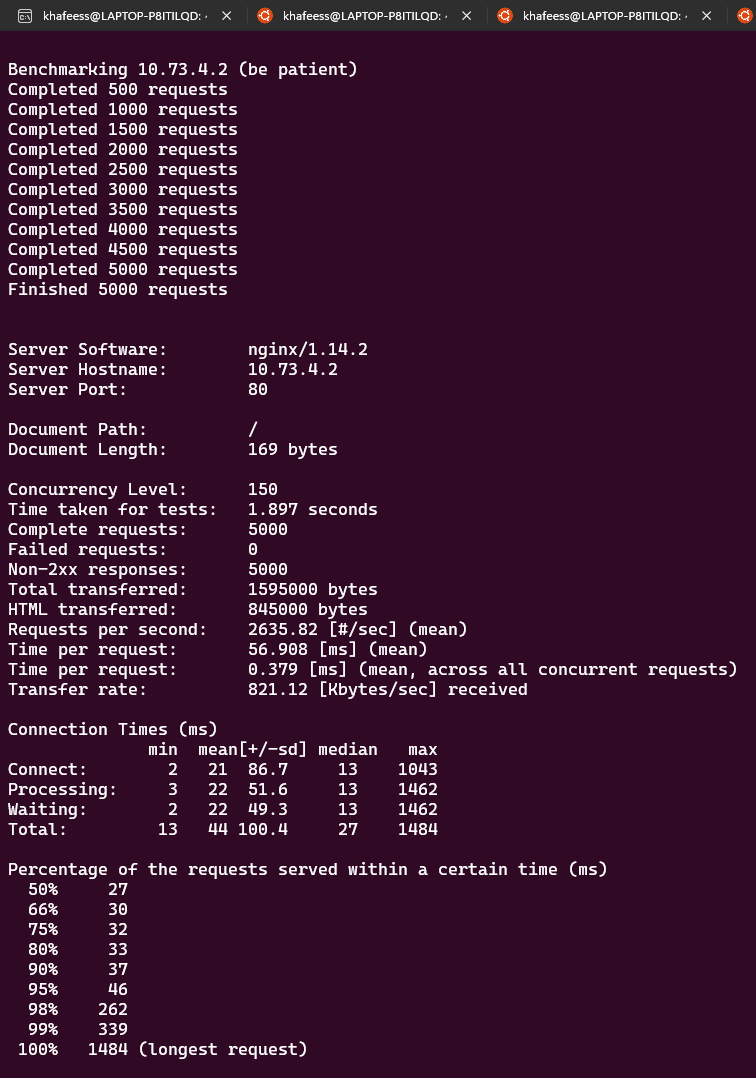 khafeess@LAPTOP-P8ITILQD: khafeess@LAPTOP-P8ITILQD: khafeess@LAPTOP-P8ITILQD:
Benchmarking 10.73.4.2 (be patient)
Completed 500 requests
Completed 1000 requests
Completed 1500 requests
Completed 2000 requests
Completed 2500 requests
Completed 3000 requests
Completed 3500 requests
Completed 4000 requests
Completed 4500 requests
Completed 5000 requests
Finished 5000 requests
Server Software:        nginx/1.14.2
Server Hostname:        10.73.4.2
Server Port:            80
Document Path:          /
Document Length:        169 bytes
Concurrency Level:      150
Time taken for tests:   1.897 seconds
Complete requests:      5000
Failed requests:        0
Non-2xx responses:      5000
Total transferred:      1595000 bytes
HTML transferred:       845000 bytes
Requests per second:    2635.82 [#/sec] (mean)
Time per request:       56.908 [ms] (mean)
Time per request:       0.379 [ms] (mean, across all concurrent requests)
Transfer rate:          821.12 [Kbytes/sec] received
Connection Times (ms)
              min  mean[+/-sd] median   max
Connect:        2   21  86.7     13    1043
Processing:     3   22  51.6     13    1462
Waiting:        2   22  49.3     13    1462
Total:         13   44 100.4     27    1484
Percentage of the requests served within a certain time (ms)
  50%     27
  66%     30
  75%     32
  80%     33
  90%     37
  95%     46
  98%    262
  99%    339
 100%   1484 (longest request)